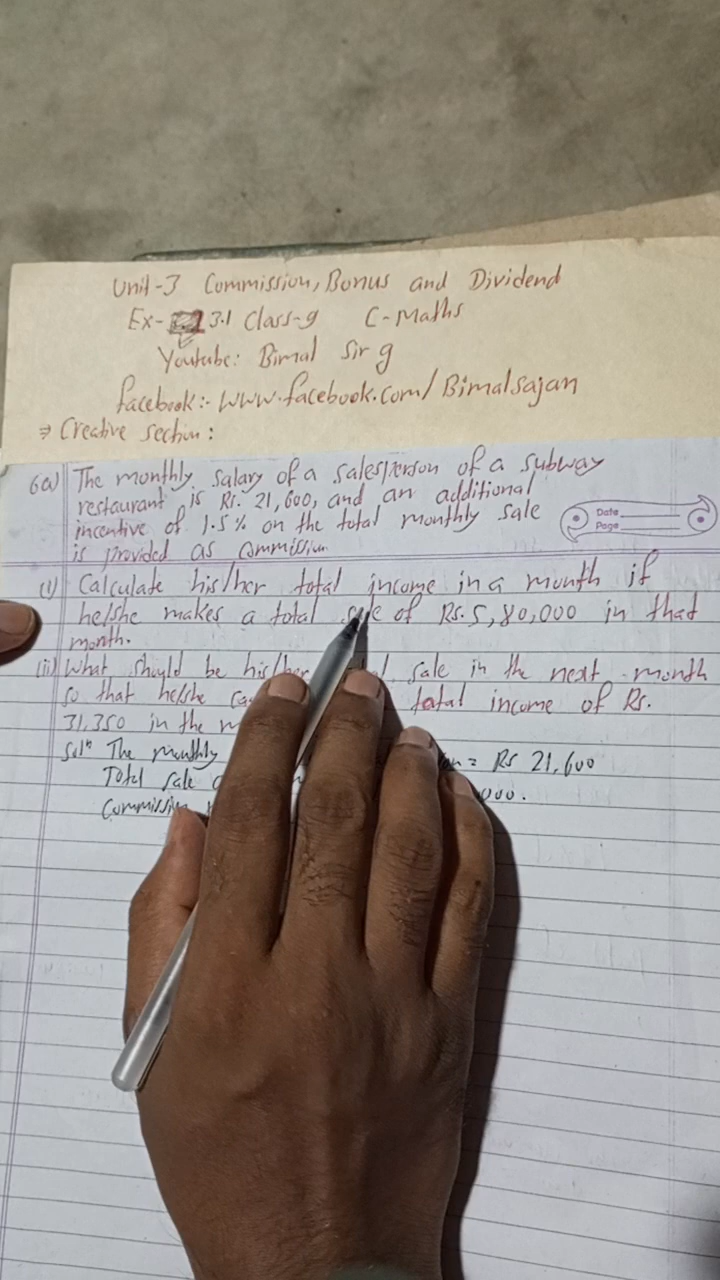 Unit-3 Commission, Bonus and Dividend
Ex- 3.1 Class-9 C-Maths
Youtube: Bimal Sir g
facebook:- www.facebook.com/Bimalsajan
⇒ Creative section:
6a) The monthly salary of a salesperson of a subway
restaurant is Rs. 21,600, and an additional
incentive of 1.5% on the total monthly sale
is provided as commission
Date
Page
(i) Calculate his/her total income in a month if
he/she makes a total of Rs. 5,80,000 in that
month.
(ii) What should be sale in the next month
so that he/she total income of Rs.
31,350 in the
Solⁿ The monthly = Rs 21,600
Total sale